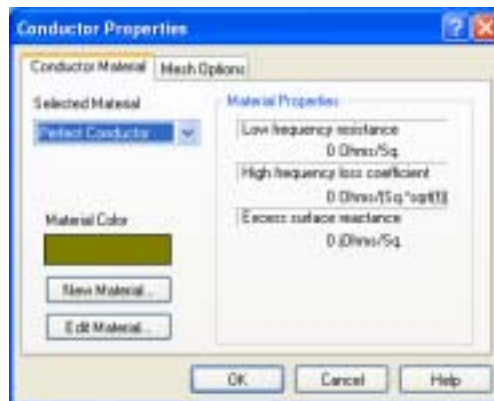 Conductor Properties
Conductor Material
Mesh Options
Selected Material
Perfect Conductor
Material Color
New Material...
Edit Material...
Material Properties
Low frequency resistance
0 Ohms/Sq.
High frequency loss coefficient
0 Ohms/(Sq.*sqrt(f))
Excess surface reactance
0 jOhms/Sq.
OK
Cancel
Help